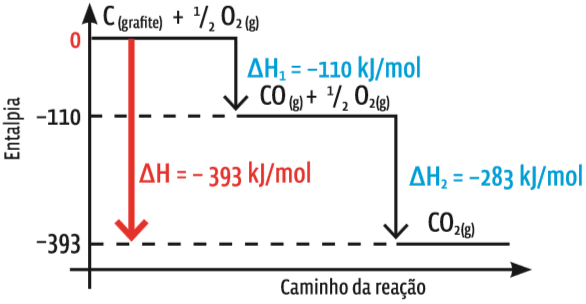 C(grafite) + 1/2 O2(g)
0
ΔH1 = –110 kJ/mol
CO(g) + 1/2 O2(g)
–110
Entalpia
ΔH = – 393 kJ/mol
ΔH2 = –283 kJ/mol
CO2(g)
–393
Caminho da reação